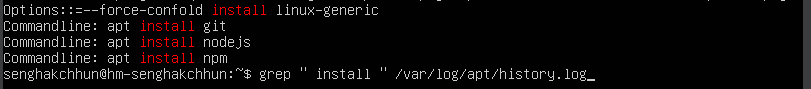 Options::=--force-confold install linux-generic
Commandline: apt install git
Commandline: apt install nodejs
Commandline: apt install npm
senghakchhun@hm-senghakchhun:~$ grep " install " /var/log/apt/history.log_